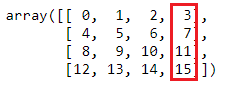 array([[ 0, 1, 2, 3],
[ 4, 5, 6, 7],
[ 8, 9, 10, 11],
[12, 13, 14, 15]])